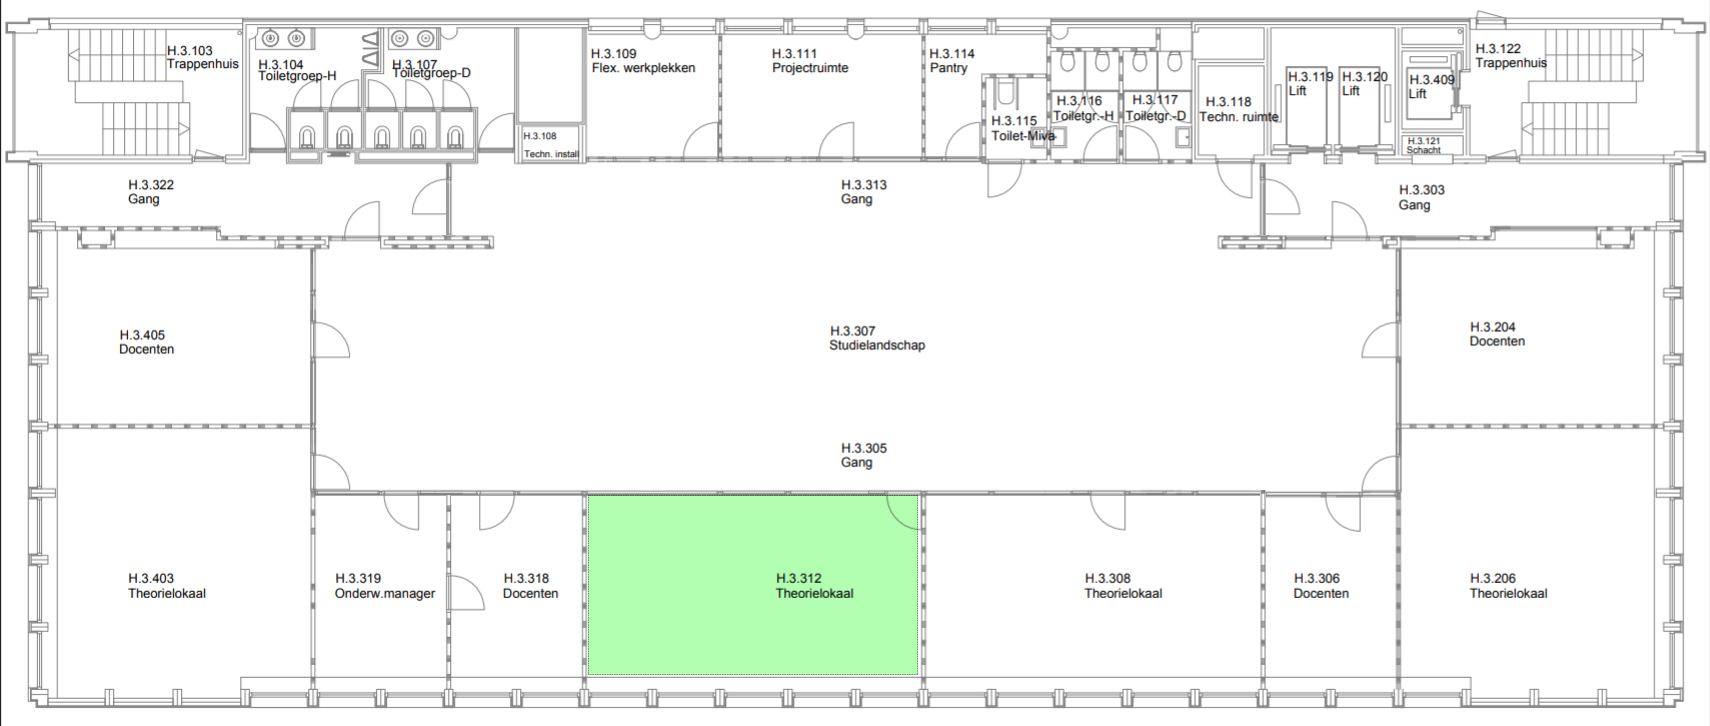 H.3.103
Trappenhuis
H.3.104
Toiletgroep-H
H.3.107
Toiletgroep-D
H.3.108
Techn. install
H.3.109
Flex. werkplekken
H.3.111
Projectruimte
H.3.114
Pantry
H.3.115
Toilet-Miva
H.3.116
Toiletgr.-H
H.3.117
Toiletgr.-D
H.3.118
Techn. ruimte
H.3.119
Lift
H.3.120
Lift
H.3.409
Lift
H.3.121
Schacht
H.3.122
Trappenhuis
H.3.322
Gang
H.3.313
Gang
H.3.303
Gang
H.3.405
Docenten
H.3.307
Studielandschap
H.3.204
Docenten
H.3.305
Gang
H.3.403
Theorielokaal
H.3.319
Onderw.manager
H.3.318
Docenten
H.3.312
Theorielokaal
H.3.308
Theorielokaal
H.3.306
Docenten
H.3.206
Theorielokaal